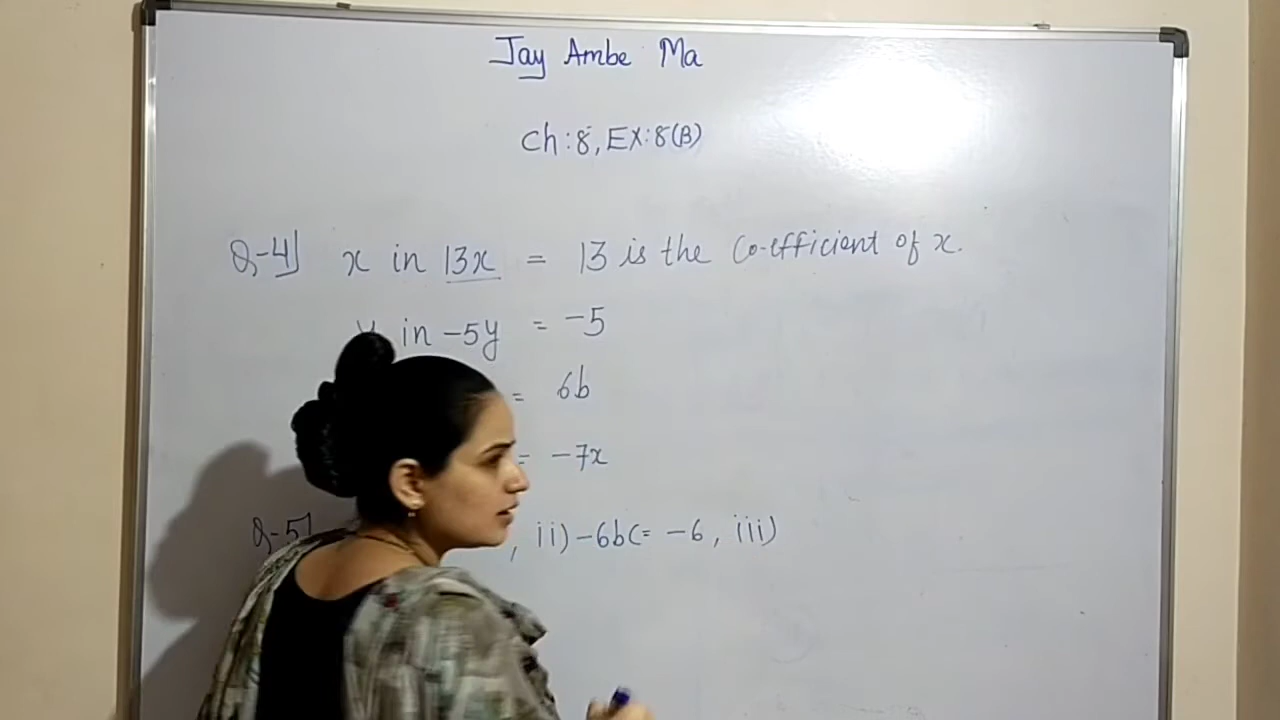 Jay Ambe Ma
Ch:8, EX:8(B)
Q-4] x in 13x = 13 is the co-efficient of x.
y in -5y = -5
= 6b
= -7x
Q-5] , ii) -6bc= -6, iii)